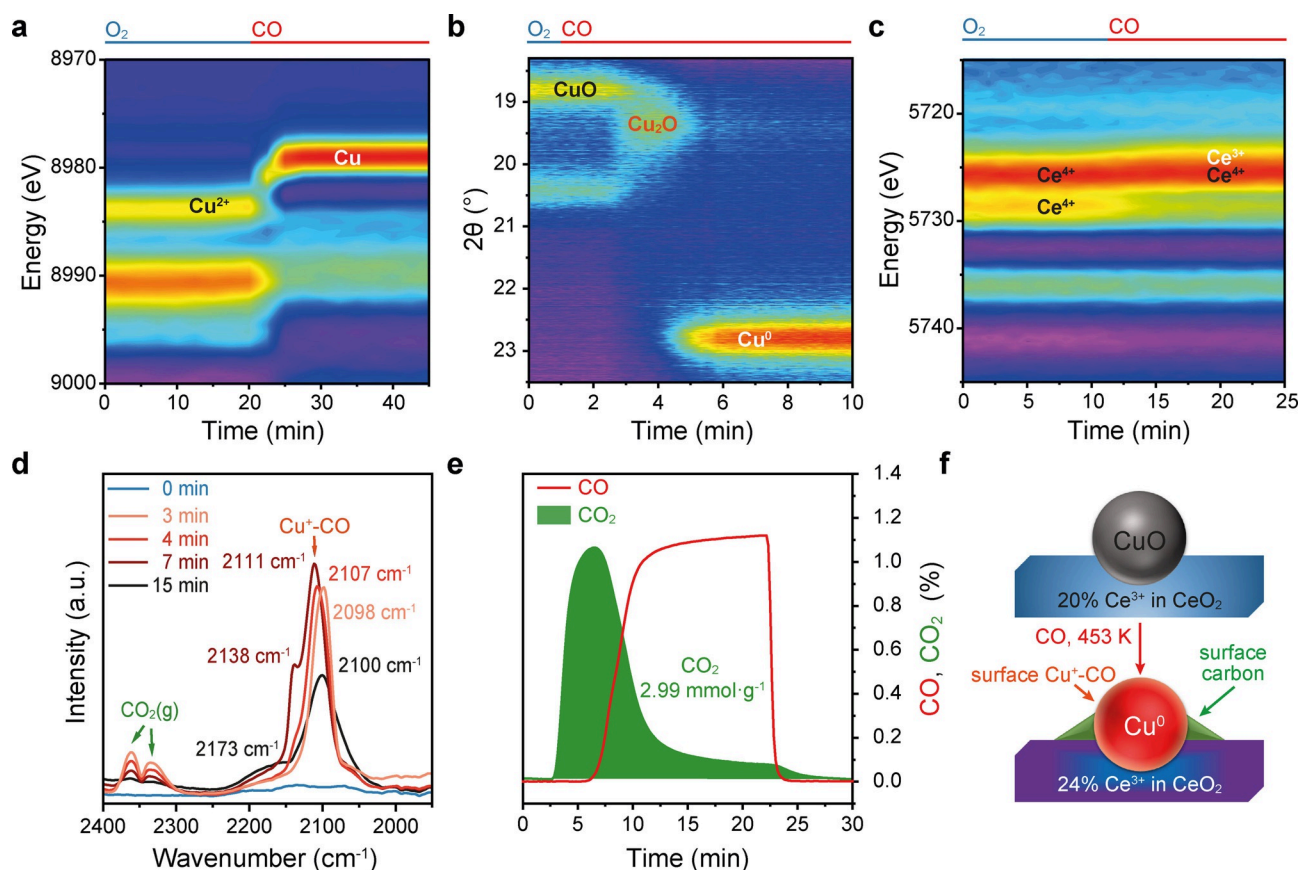 a
O₂ CO
8970
8980
8990
9000
Energy (eV)
Cu²⁺
Cu
0 10 20 30 40
Time (min)
b
O₂ CO
19
20
21
22
23
2θ (°)
CuO
Cu₂O
Cu⁰
0 2 4 6 8 10
Time (min)
c
O₂ CO
5720
5730
5740
Energy (eV)
Ce³⁺
Ce⁴⁺ Ce⁴⁺
Ce⁴⁺
0 5 10 15 20 25
Time (min)
d
0 min
3 min
4 min
7 min
15 min
Cu⁺-CO
2111 cm⁻¹
2107 cm⁻¹
2098 cm⁻¹
2138 cm⁻¹
2100 cm⁻¹
CO₂(g)
2173 cm⁻¹
Intensity (a.u.)
2400 2300 2200 2100 2000
Wavenumber (cm⁻¹)
e
CO
CO₂
CO₂
2.99 mmol·g⁻¹
1.4
1.2
1.0
0.8
0.6
0.4
0.2
0.0
CO, CO₂ (%)
0 5 10 15 20 25 30
Time (min)
f
CuO
20% Ce³⁺ in CeO₂
CO, 453 K
surface Cu⁺-CO
surface
carbon
Cu⁰
24% Ce³⁺ in CeO₂